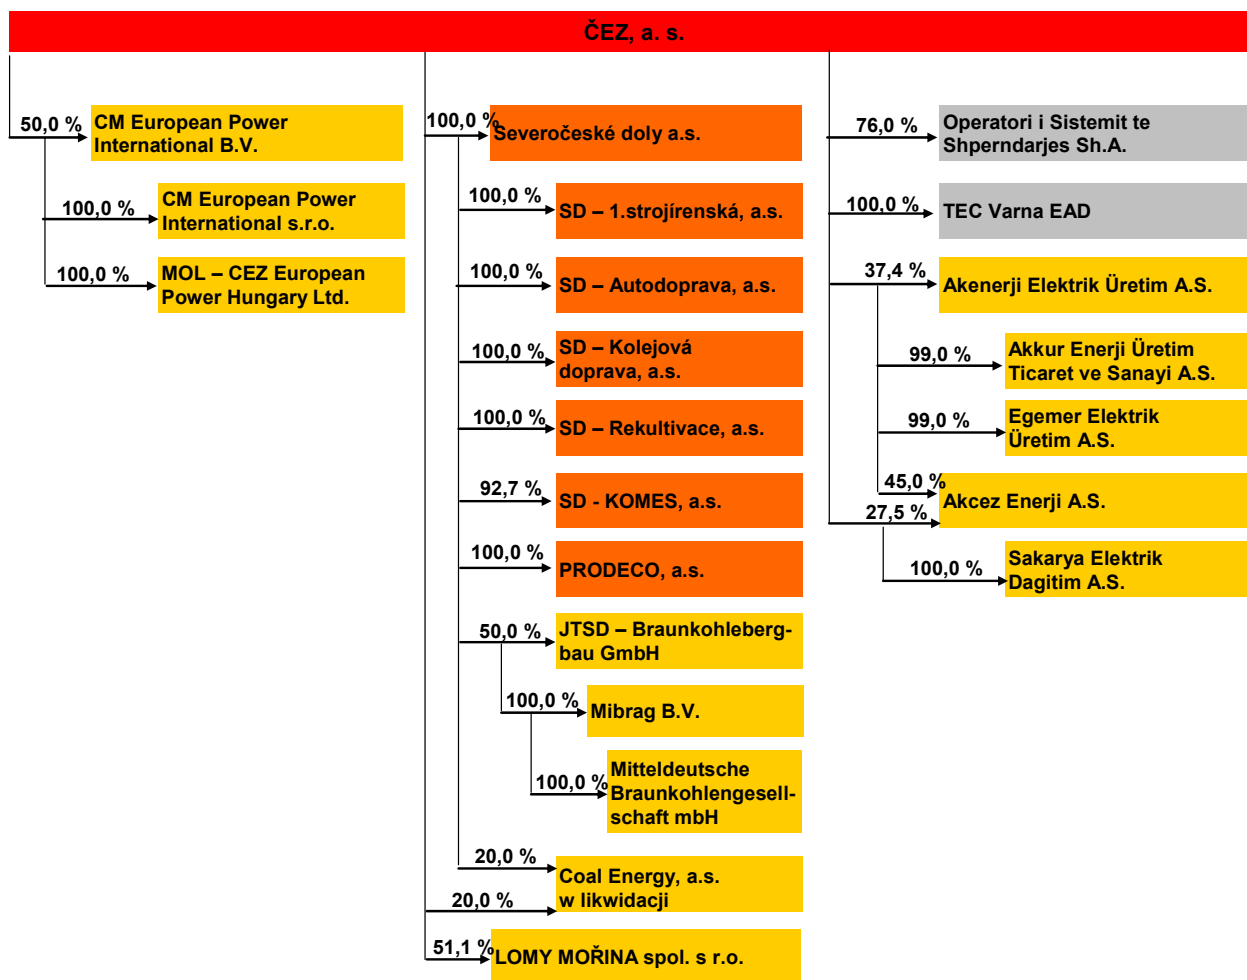 ČEZ, a. s.
50,0 %
CM European Power
International B.V.
100,0 %
CM European Power
International s.r.o.
100,0 %
MOL – CEZ European
Power Hungary Ltd.
100,0 %
Severočeské doly a.s.
100,0 %
SD – 1.strojírenská, a.s.
100,0 %
SD – Autodoprava, a.s.
100,0 %
SD – Kolejová
doprava, a.s.
100,0 %
SD – Rekultivace, a.s.
92,7 %
SD - KOMES, a.s.
100,0 %
PRODECO, a.s.
50,0 %
JTSD – Braunkohleberg-
bau GmbH
100,0 %
Mibrag B.V.
100,0 %
Mitteldeutsche
Braunkohlengesell-
schaft mbH
20,0 %
Coal Energy, a.s.
w likwidacji
20,0 %
51,1 %
LOMY MOŘINA spol. s r.o.
76,0 %
Operatori i Sistemit te
Shperndarjes Sh.A.
100,0 %
TEC Varna EAD
37,4 %
Akenerji Elektrik Üretim A.S.
99,0 %
Akkur Enerji Üretim
Ticaret ve Sanayi A.S.
99,0 %
Egemer Elektrik
Üretim A.S.
45,0 %
Akcez Enerji A.S.
27,5 %
100,0 %
Sakarya Elektrik
Dagitim A.S.